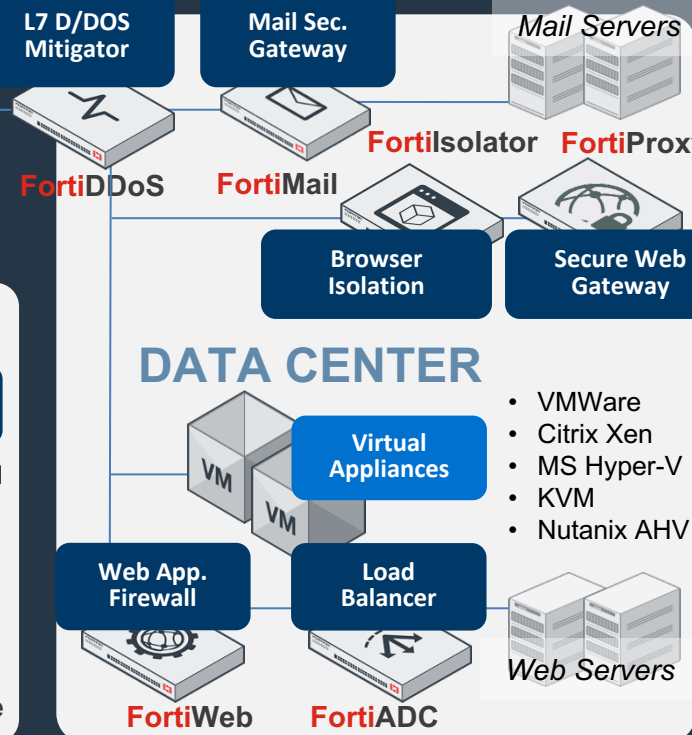 L7 D/DOS
Mitigator
Mail Sec.
Gateway
Mail Servers
FortiDDoS
FortiMail
FortiIsolator
FortiProx
Browser
Isolation
Secure Web
Gateway
DATA CENTER
VM
VM
Virtual
Appliances
• VMWare
• Citrix Xen
• MS Hyper-V
• KVM
• Nutanix AHV
Web App.
Firewall
Load
Balancer
Web Servers
FortiWeb
FortiADC